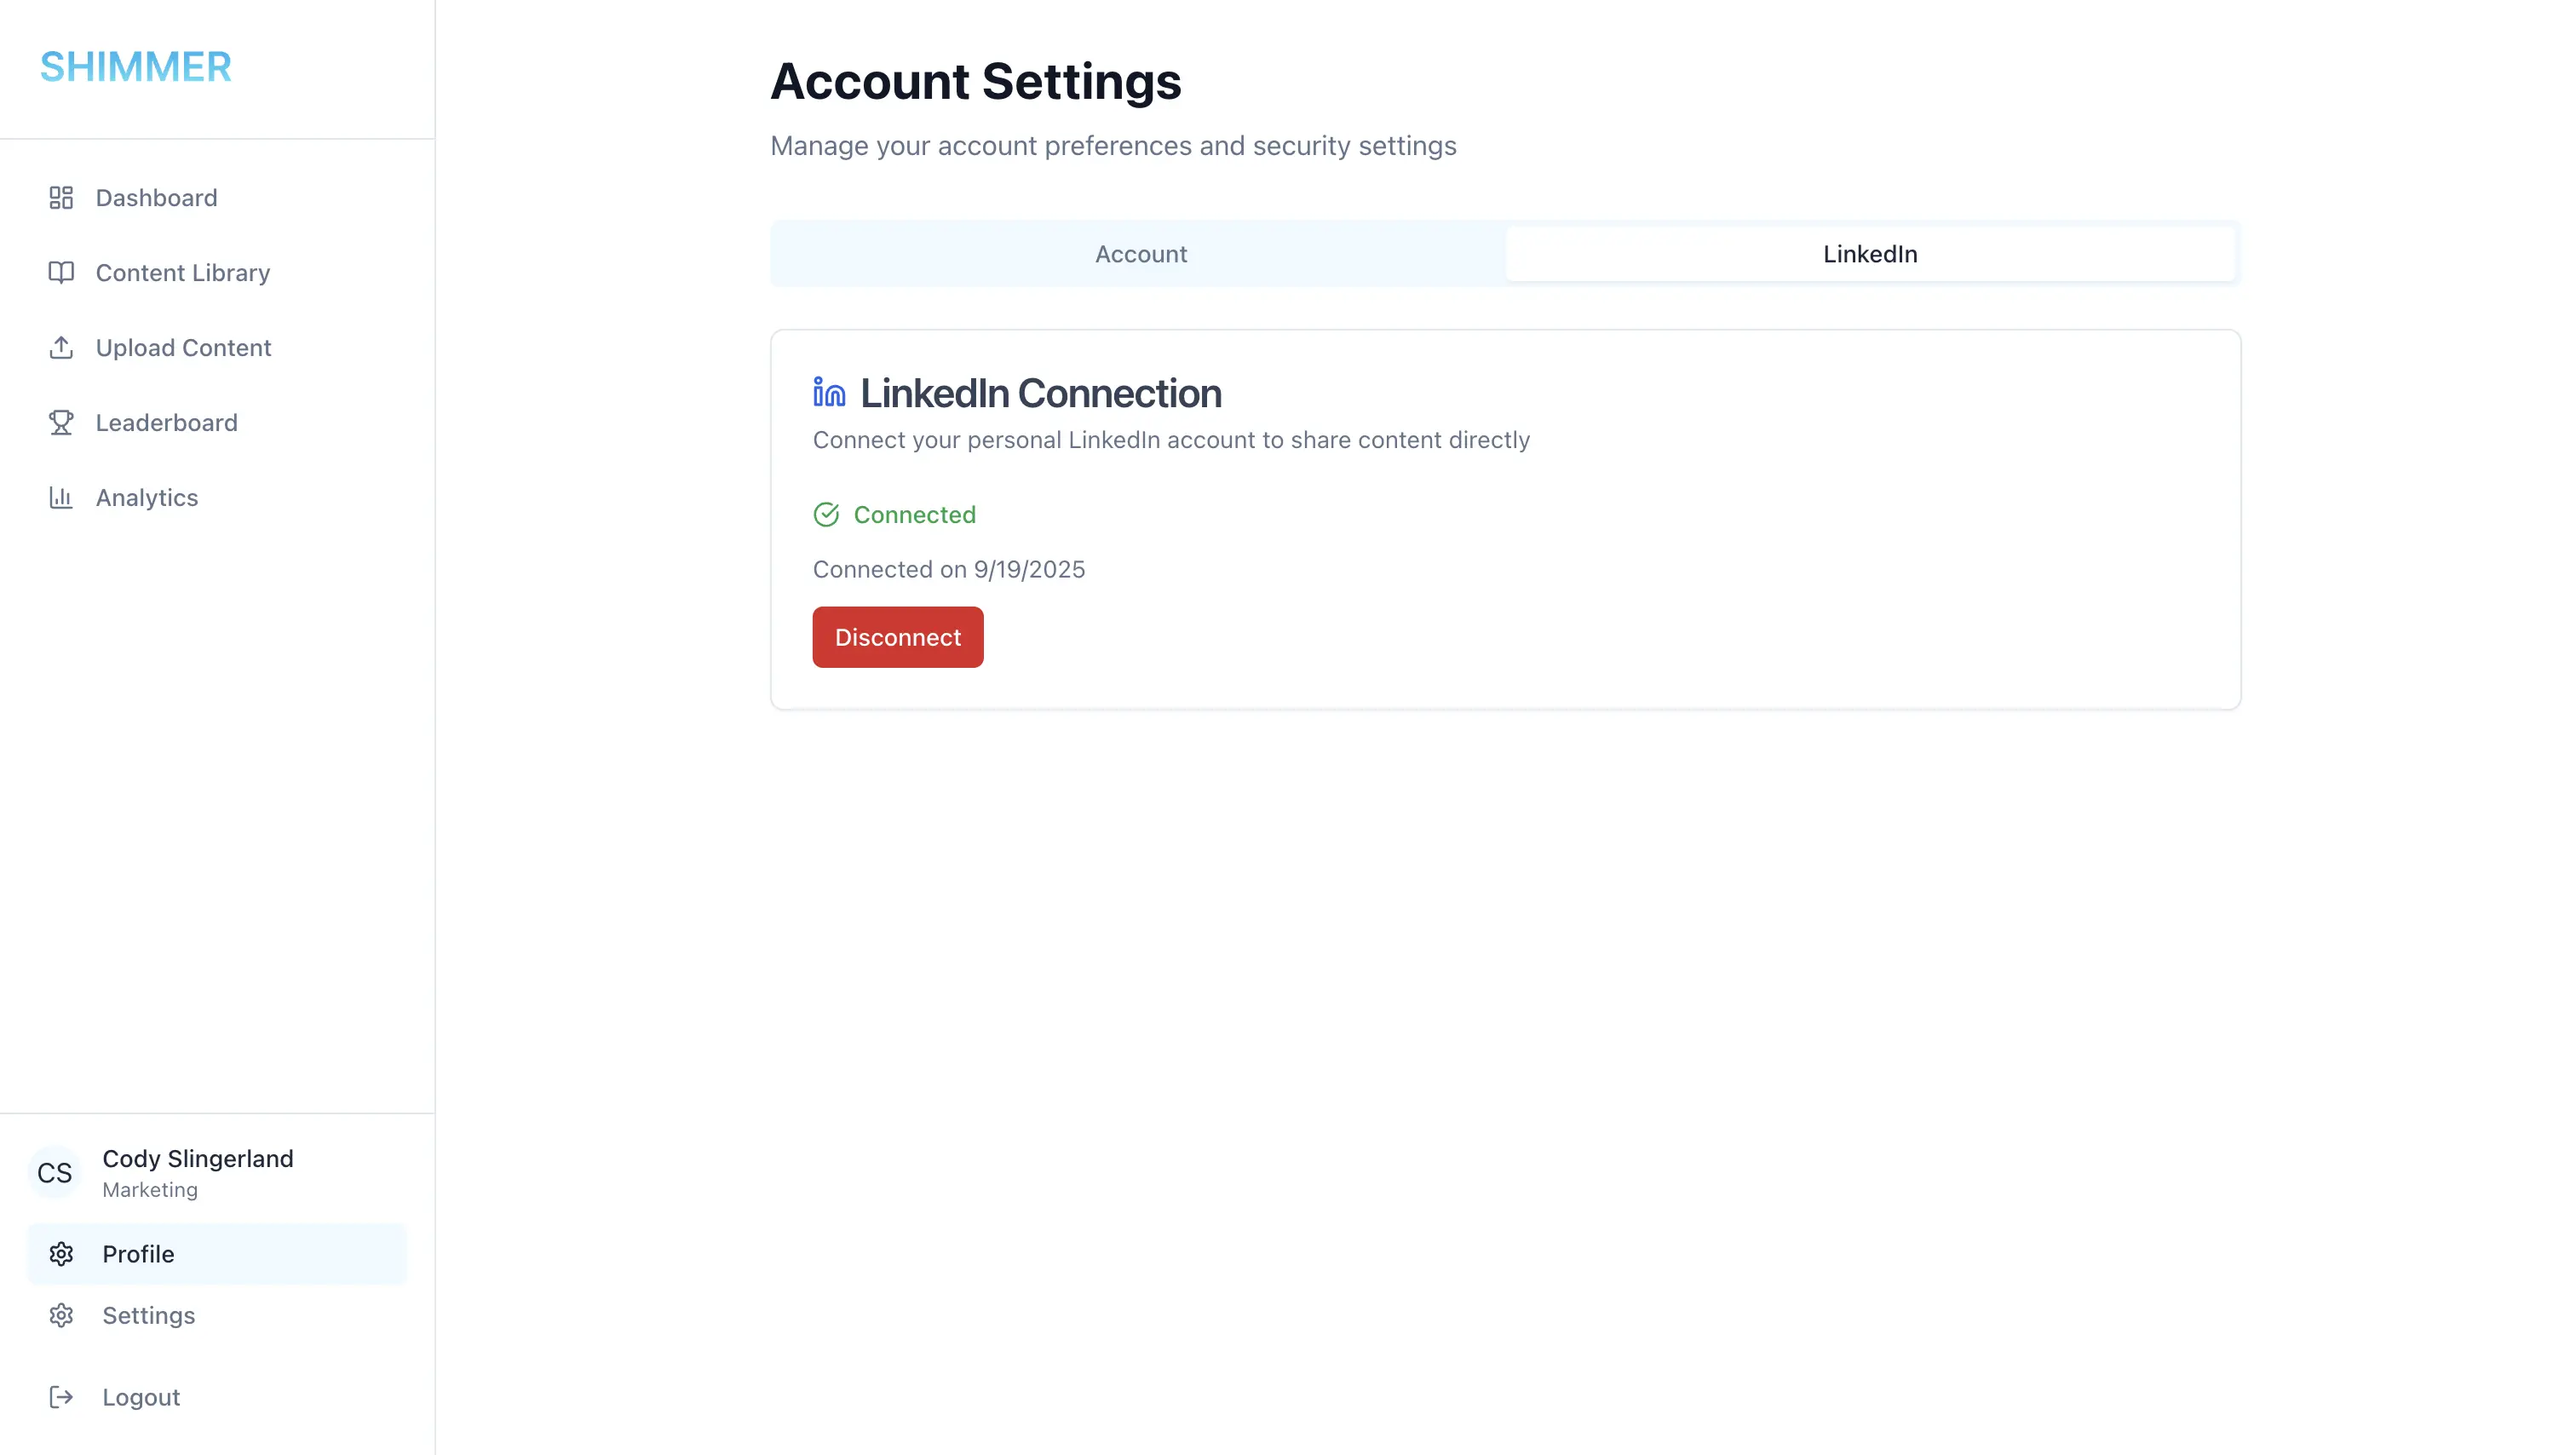 SHIMMER
Dashboard
Content Library
Upload Content
Leaderboard
Analytics
CS
Cody Slingerland
Marketing
Profile
Settings
Logout
Account Settings
Manage your account preferences and security settings
Account
LinkedIn
in LinkedIn Connection
Connect your personal LinkedIn account to share content directly
Connected
Connected on 9/19/2025
Disconnect